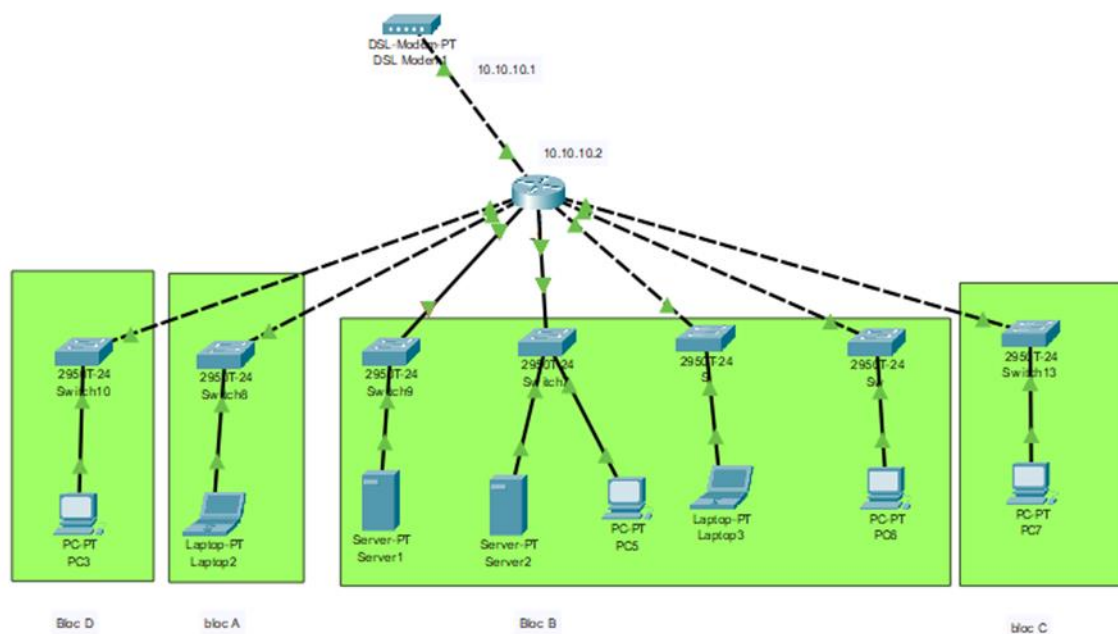 DSL-Modem-PT
DSL Modem1
10.10.10.1
10.10.10.2
2950T-24
Switch10
2950T-24
Switch8
2950T-24
Switch9
2950T-24
2950T-24
2950T-24
2950T-24
Switch13
PC-PT
PC3
Laptop-PT
Laptop2
Server-PT
Server1
Server-PT
Server2
PC-PT
PC5
Laptop-PT
Laptop3
PC-PT
PC6
PC-PT
PC7
Bloc D
bloc A
Bloc B
bloc C